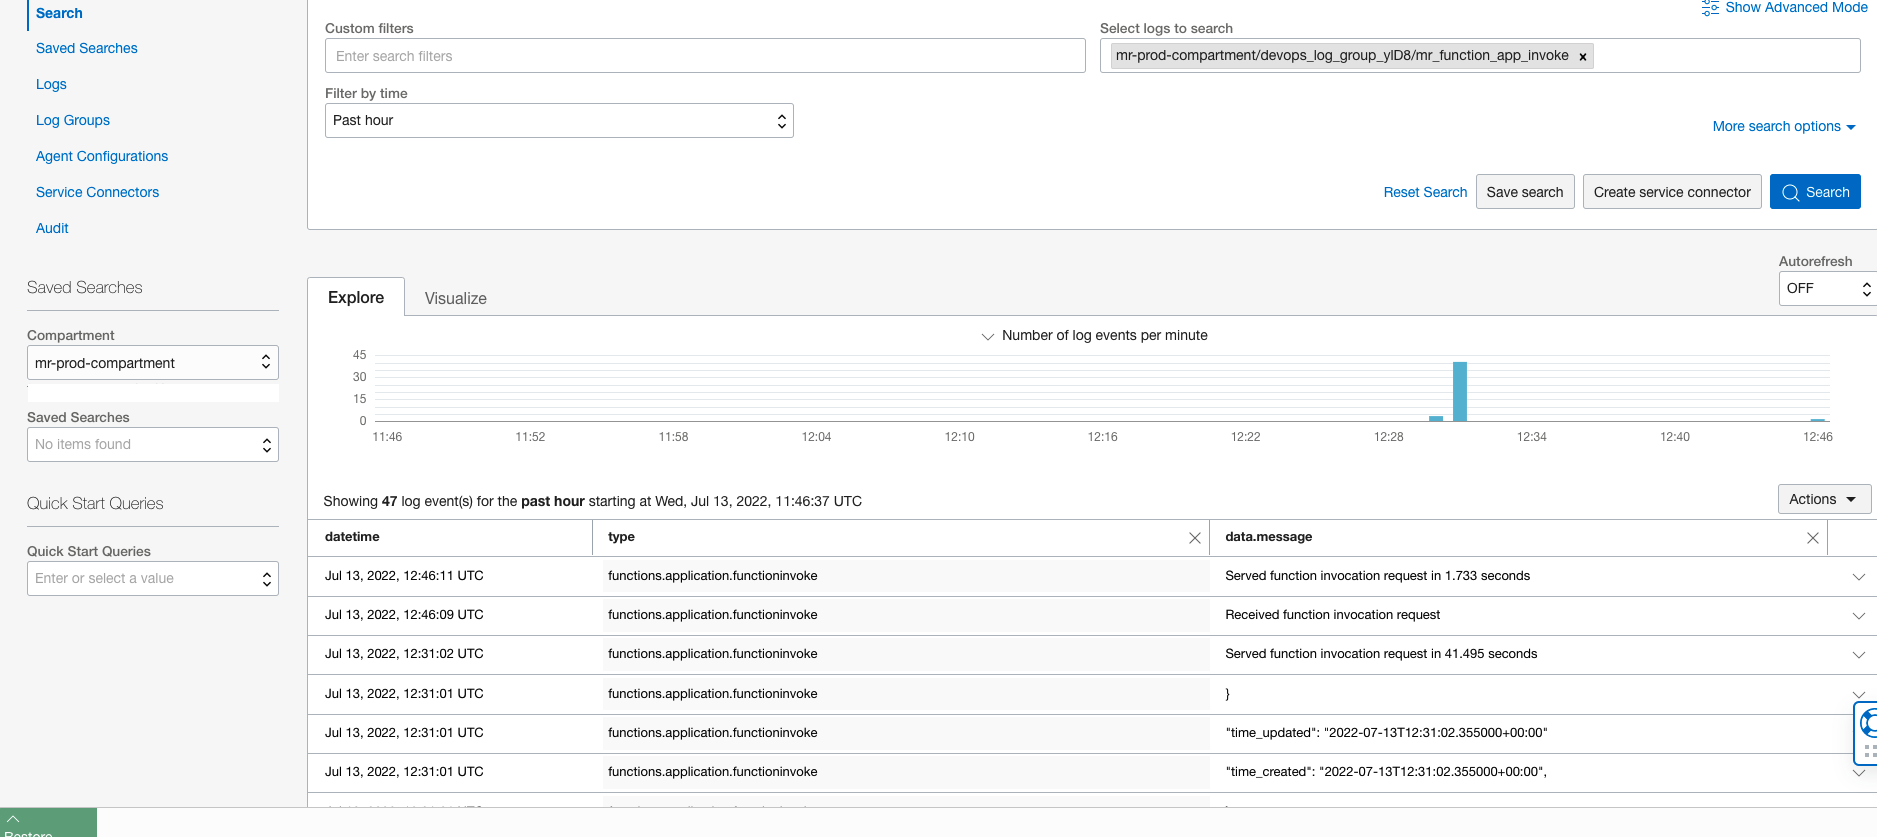 Search
Saved Searches
Logs
Log Groups
Agent Configurations
Service Connectors
Audit
Saved Searches
Compartment
mr-prod-compartment
Saved Searches
No items found
Quick Start Queries
Quick Start Queries
Enter or select a value
Show Advanced Mode
Custom filters
Enter search filters
Select logs to search
mr-prod-compartment/devops_log_group_yID8/mr_function_app_invoke ×
Filter by time
Past hour
More search options
Reset Search Save search Create service connector Search
Autorefresh
OFF
Explore Visualize
Number of log events per minute
45
30
15
0
11:46 11:52 11:58 12:04 12:10 12:16 12:22 12:28 12:34 12:40 12:46
Showing 47 log event(s) for the past hour starting at Wed, Jul 13, 2022, 11:46:37 UTC
Actions
datetime type data.message
Jul 13, 2022, 12:46:11 UTC functions.application.functioninvoke Served function invocation request in 1.733 seconds
Jul 13, 2022, 12:46:09 UTC functions.application.functioninvoke Received function invocation request
Jul 13, 2022, 12:31:02 UTC functions.application.functioninvoke Served function invocation request in 41.495 seconds
Jul 13, 2022, 12:31:01 UTC functions.application.functioninvoke }
Jul 13, 2022, 12:31:01 UTC functions.application.functioninvoke "time_updated": "2022-07-13T12:31:02.355000+00:00"
Jul 13, 2022, 12:31:01 UTC functions.application.functioninvoke "time_created": "2022-07-13T12:31:02.355000+00:00",
Restore